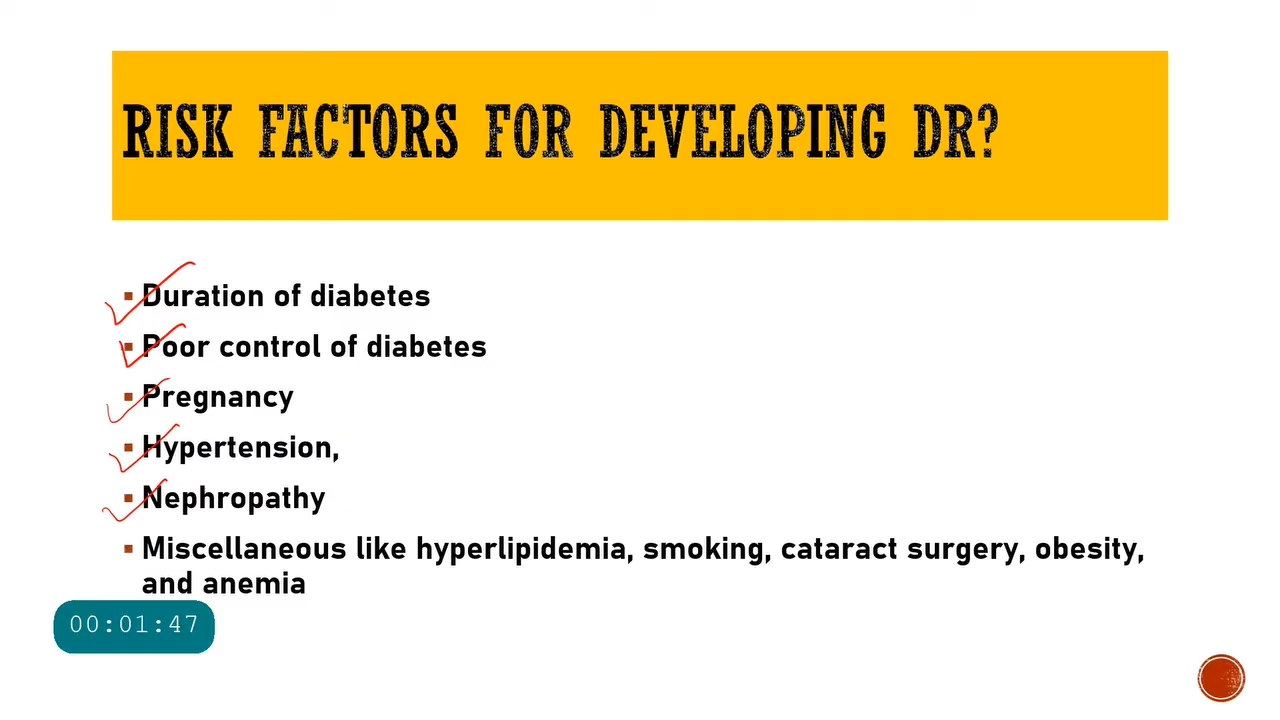 RISK FACTORS FOR DEVELOPING DR?
▪ Duration of diabetes
▪ Poor control of diabetes
▪ Pregnancy
▪ Hypertension,
▪ Nephropathy
▪ Miscellaneous like hyperlipidemia, smoking, cataract surgery, obesity,
and anemia
00:01:47